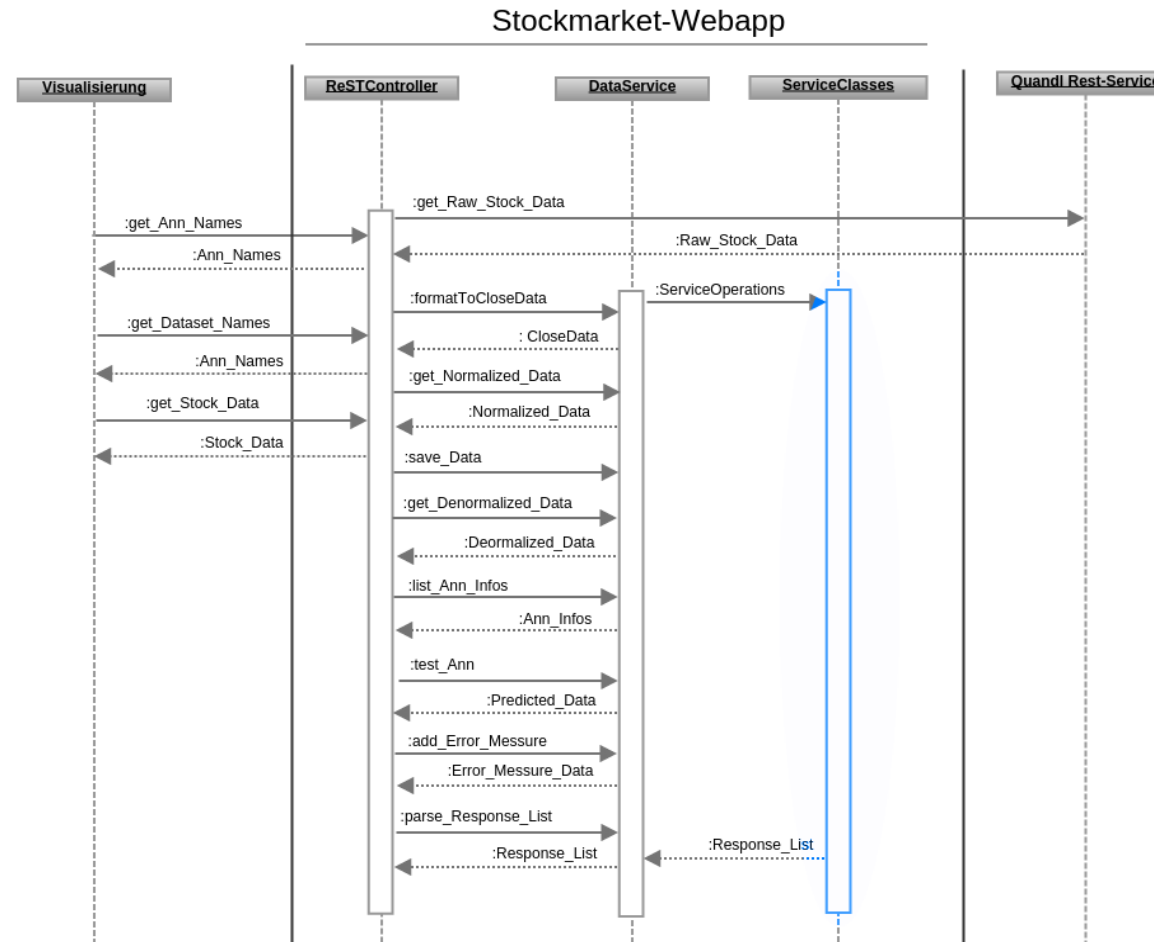 Stockmarket-Webapp
Visualisierung
ReSTController
DataService
ServiceClasses
Quandl Rest-Service
:get_Raw_Stock_Data
:get_Ann_Names
:Raw_Stock_Data
:Ann_Names
:ServiceOperations
:formatToCloseData
:get_Dataset_Names
: CloseData
:Ann_Names
:get_Normalized_Data
:get_Stock_Data
:Normalized_Data
:Stock_Data
:save_Data
:get_Denormalized_Data
:Deormalized_Data
:list_Ann_Infos
:Ann_Infos
:test_Ann
:Predicted_Data
:add_Error_Messure
:Error_Messure_Data
:parse_Response_List
:Response_List
:Response_List